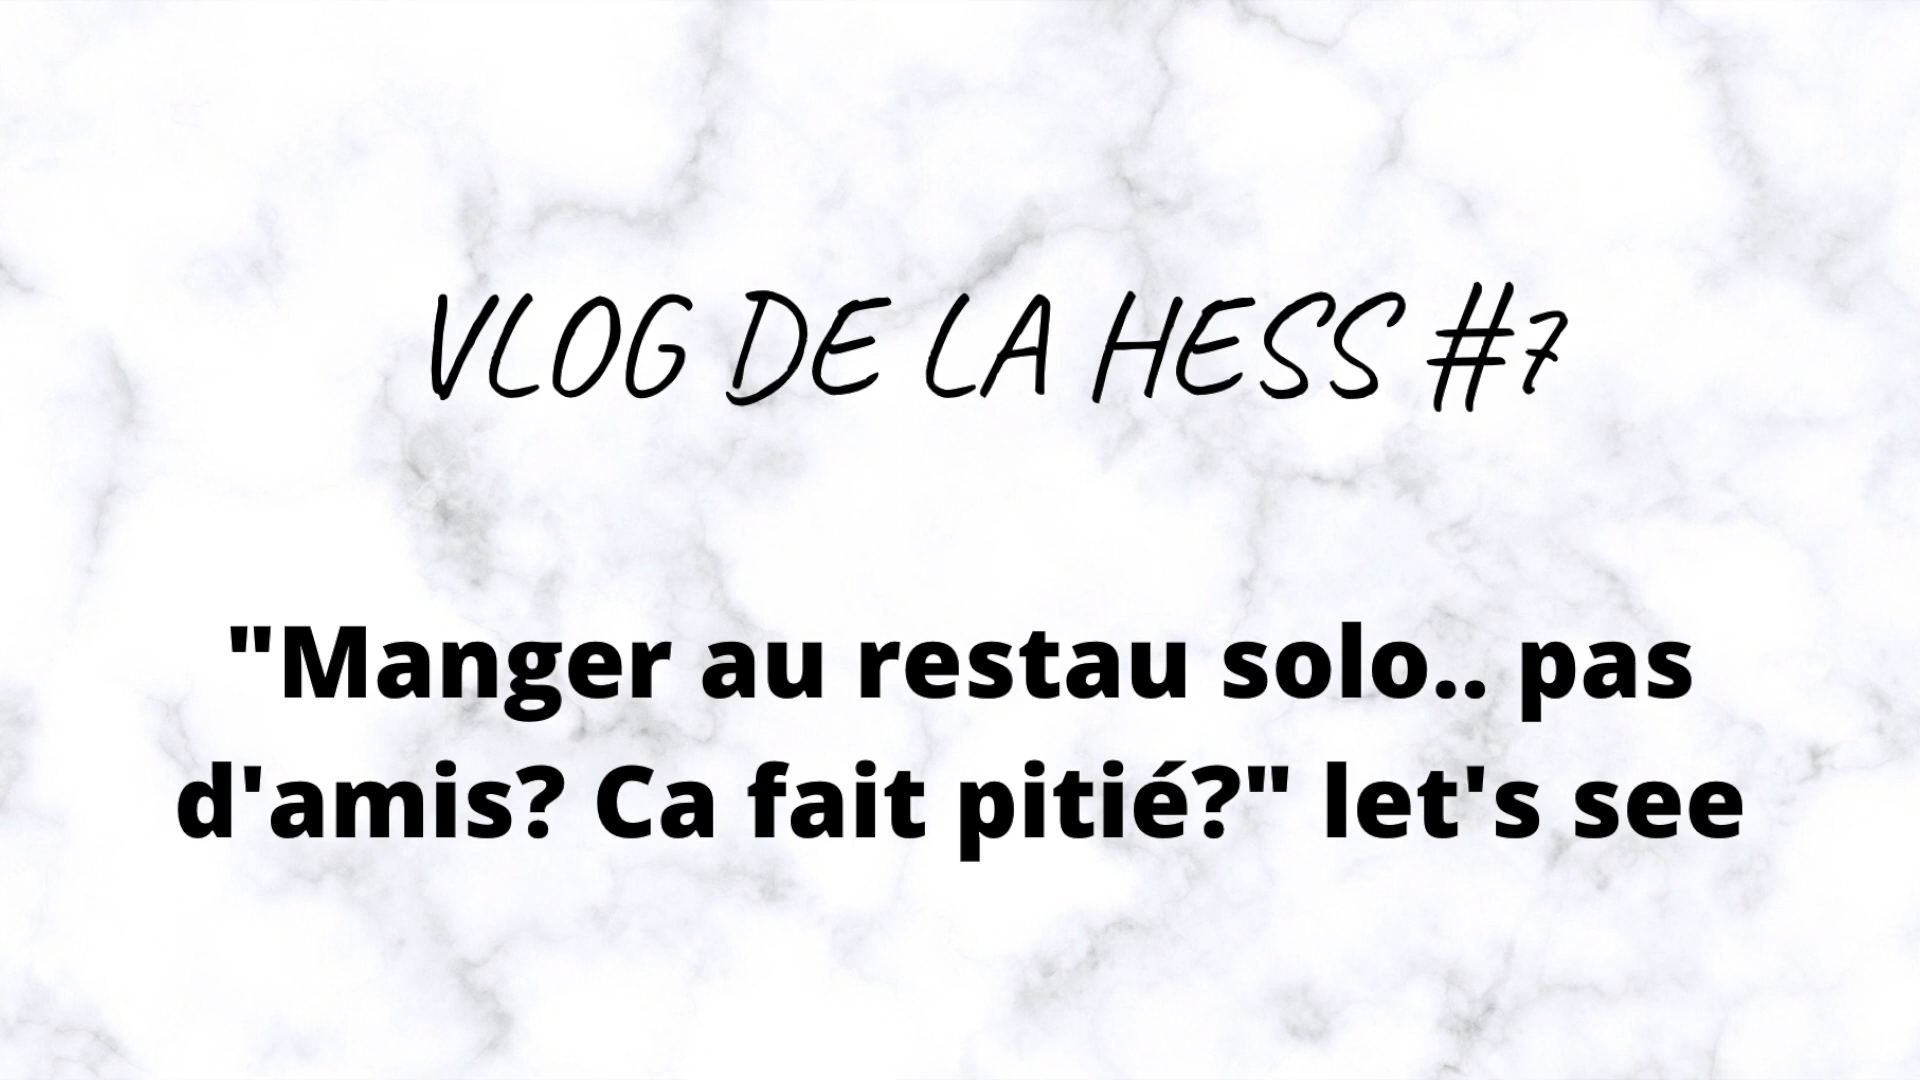 VLOG DE LA HESS #7
"Manger au restau solo.. pas
d'amis? Ca fait pitié?" let's see